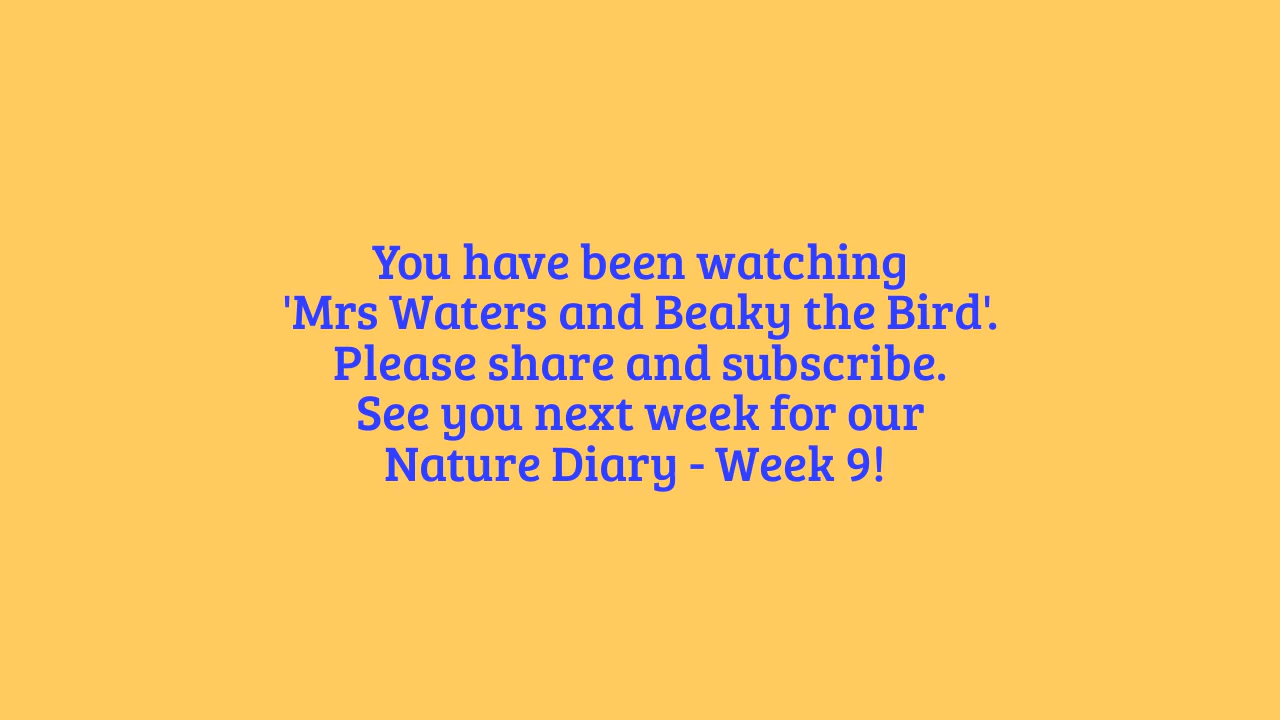 You have been watching
'Mrs Waters and Beaky the Bird'.
Please share and subscribe.
See you next week for our
Nature Diary - Week 9!